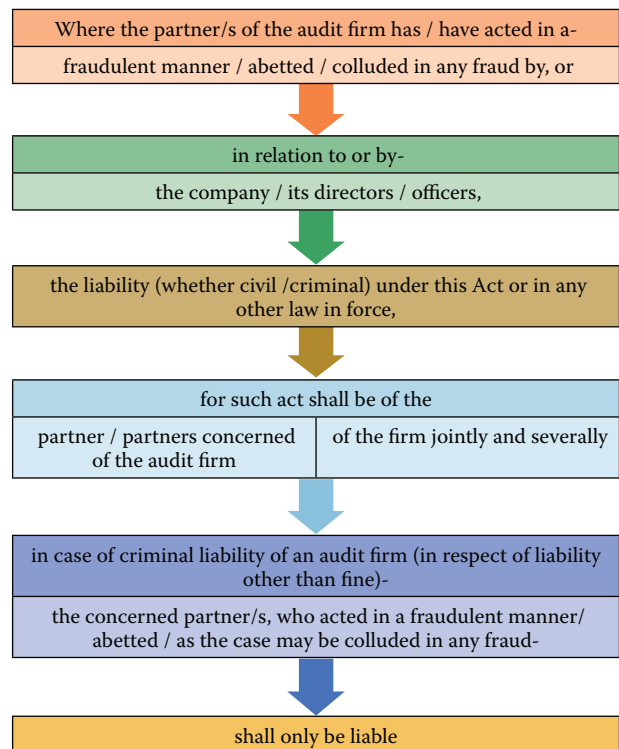 Where the partner/s of the audit firm has / have acted in a-
fraudulent manner / abetted / colluded in any fraud by, or
in relation to or by-
the company / its directors / officers,
the liability (whether civil /criminal) under this Act or in any
other law in force,
for such act shall be of the
partner / partners concerned
of the audit firm
of the firm jointly and severally
in case of criminal liability of an audit firm (in respect of liability
other than fine)-
the concerned partner/s, who acted in a fraudulent manner/
abetted / as the case may be colluded in any fraud-
shall only be liable